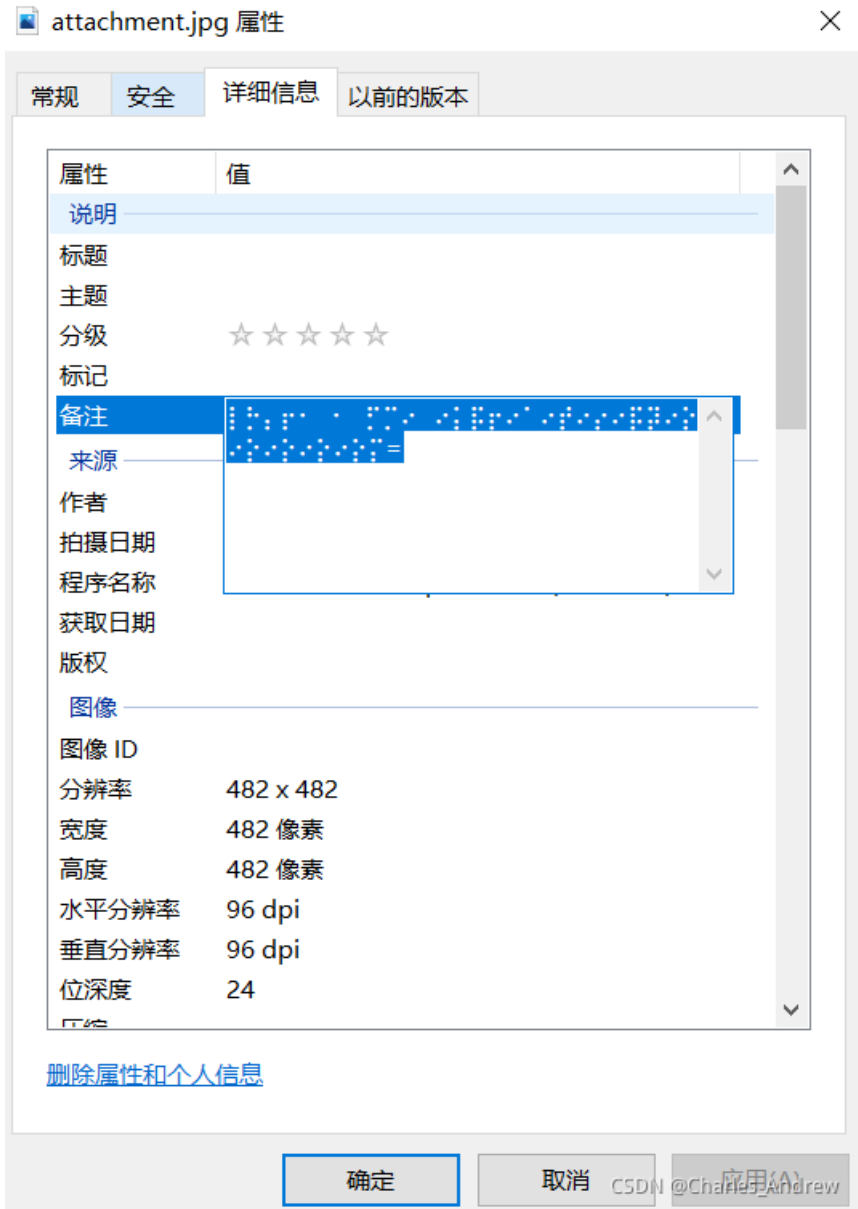 attachment.jpg 属性
常规 安全 详细信息 以前的版本
属性 值
说明
标题
主题
分级 ☆☆☆☆☆
标记
备注
来源
作者
拍摄日期
程序名称
获取日期
版权
图像
图像 ID
分辨率 482 x 482
宽度 482 像素
高度 482 像素
水平分辨率 96 dpi
垂直分辨率 96 dpi
位深度 24
压缩
删除属性和个人信息
确定 取消 应用(A)
CSDN @Charles_Andrew